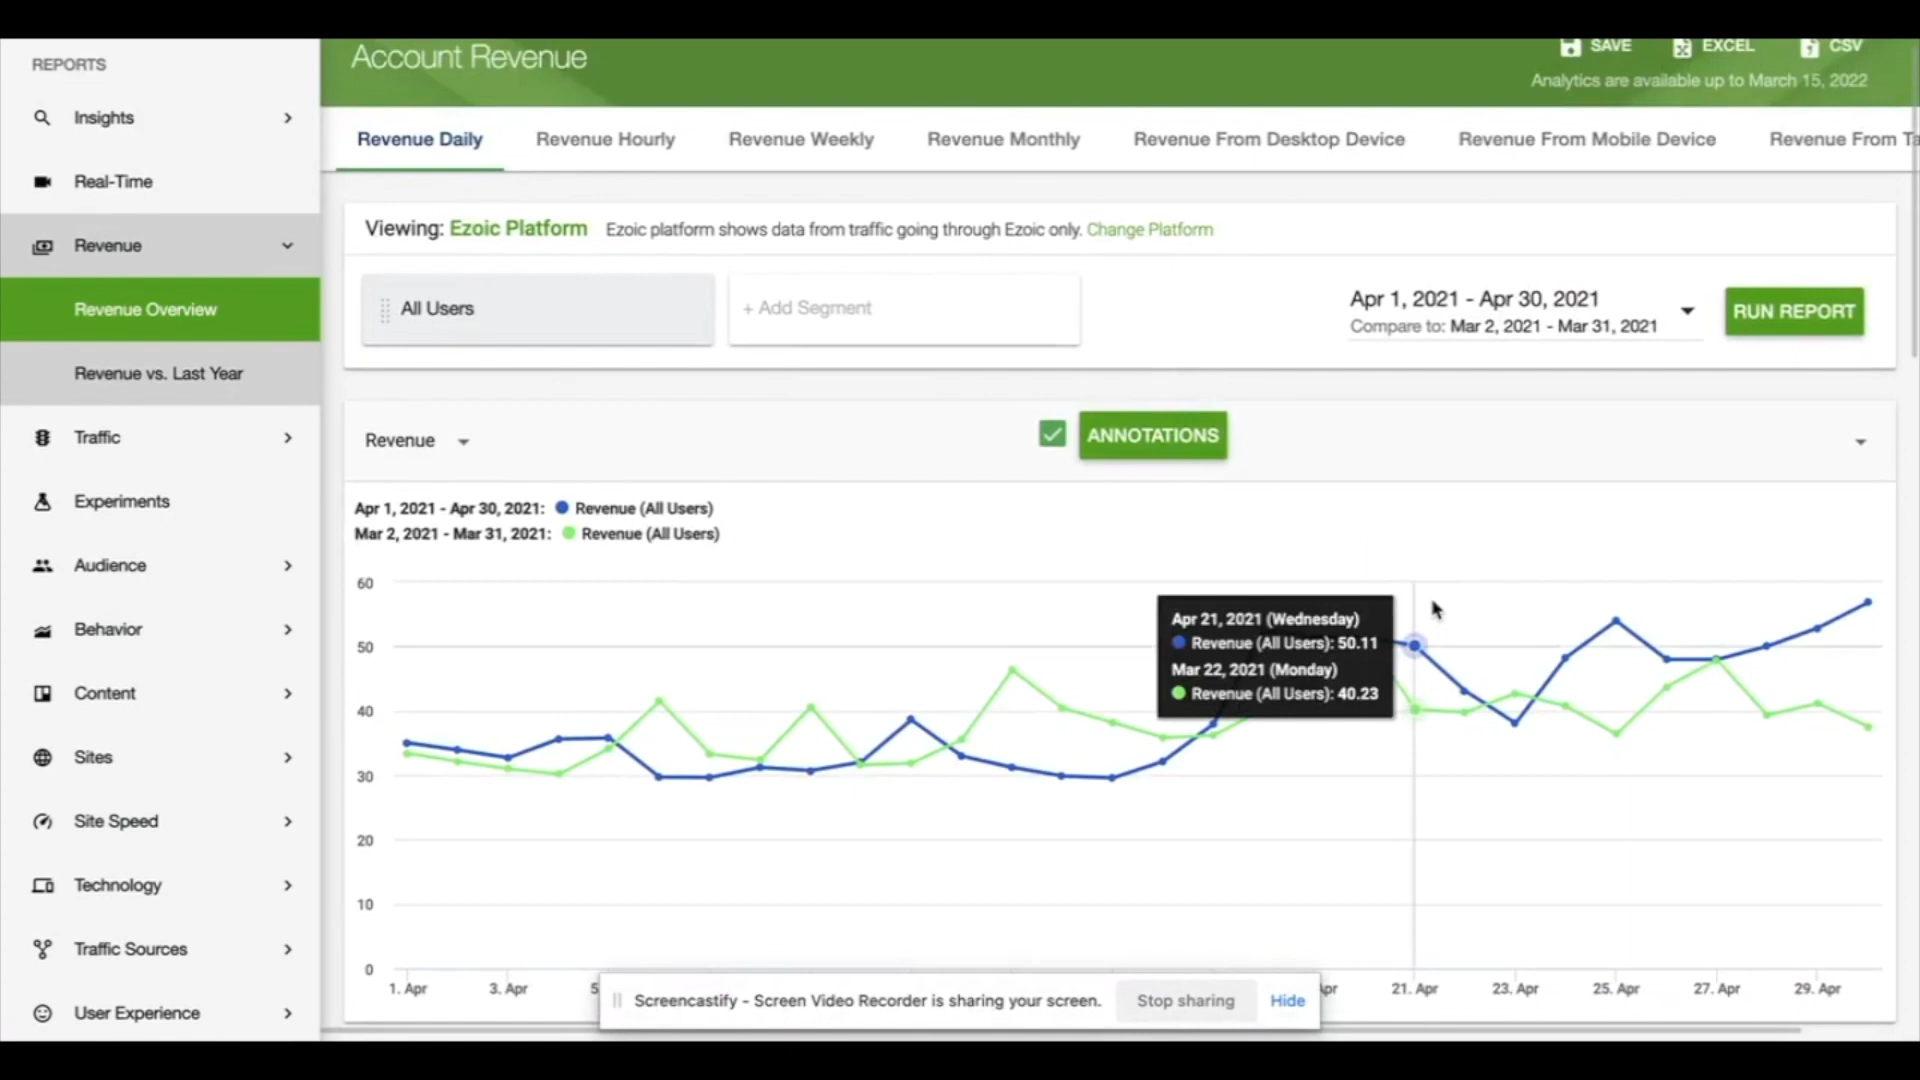 REPORTS
Insights
Real-Time
Revenue
Revenue Overview
Revenue vs. Last Year
Traffic
Experiments
Audience
Behavior
Content
Sites
Site Speed
Technology
Traffic Sources
User Experience
Account Revenue
SAVE EXCEL CSV
Analytics are available up to March 15, 2022
Revenue Daily Revenue Hourly Revenue Weekly Revenue Monthly Revenue From Desktop Device Revenue From Mobile Device Revenue From Ta
Viewing: Ezoic Platform Ezoic platform shows data from traffic going through Ezoic only. Change Platform
All Users + Add Segment
Apr 1, 2021 - Apr 30, 2021
Compare to: Mar 2, 2021 - Mar 31, 2021
RUN REPORT
Revenue
ANNOTATIONS
Apr 1, 2021 - Apr 30, 2021: Revenue (All Users)
Mar 2, 2021 - Mar 31, 2021: Revenue (All Users)
60
50
40
30
20
10
0
Apr 21, 2021 (Wednesday)
Revenue (All Users): 50.11
Mar 22, 2021 (Monday)
Revenue (All Users): 40.23
1. Apr 3. Apr 5 pr 21. Apr 23. Apr 25. Apr 27. Apr 29. Apr
Screencastify - Screen Video Recorder is sharing your screen. Stop sharing Hide